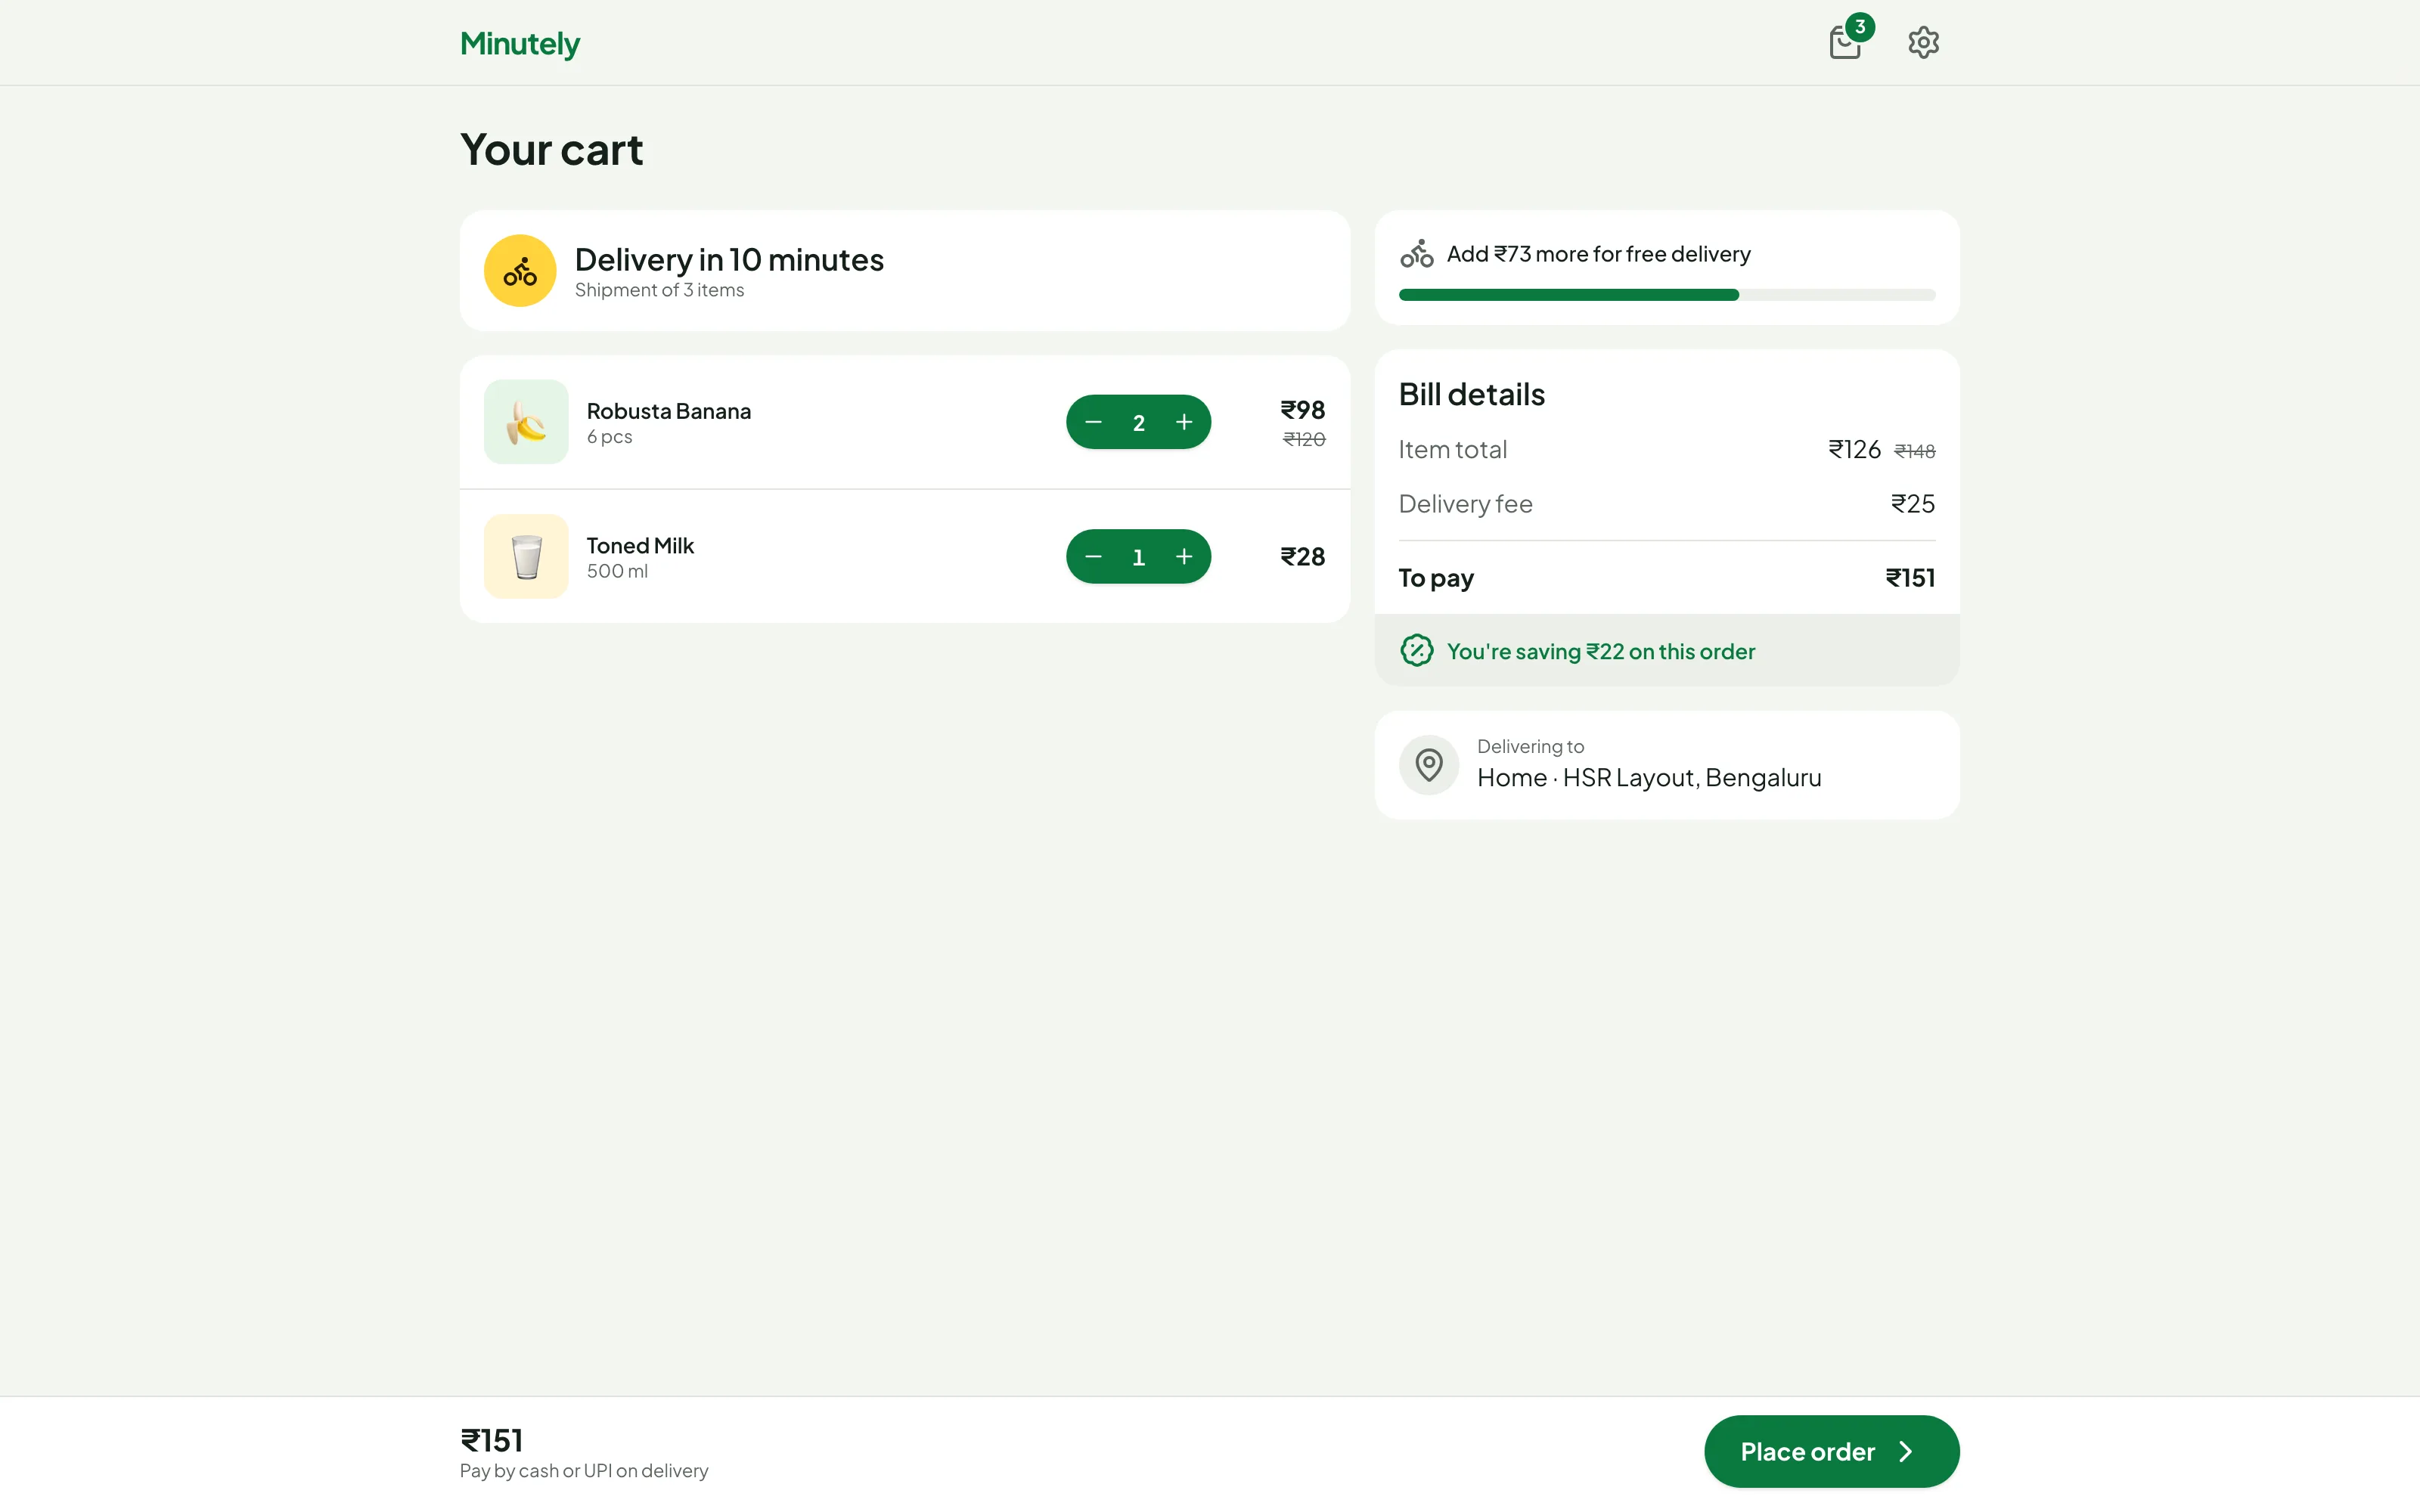 Minutely
3
Your cart
Delivery in 10 minutes
Shipment of 3 items
Robusta Banana
6 pcs
2
₹98
₹120
Toned Milk
500 ml
1
₹28
Add ₹73 more for free delivery
Bill details
Item total ₹126 ₹148
Delivery fee ₹25
To pay ₹151
You're saving ₹22 on this order
Delivering to
Home · HSR Layout, Bengaluru
₹151
Pay by cash or UPI on delivery
Place order